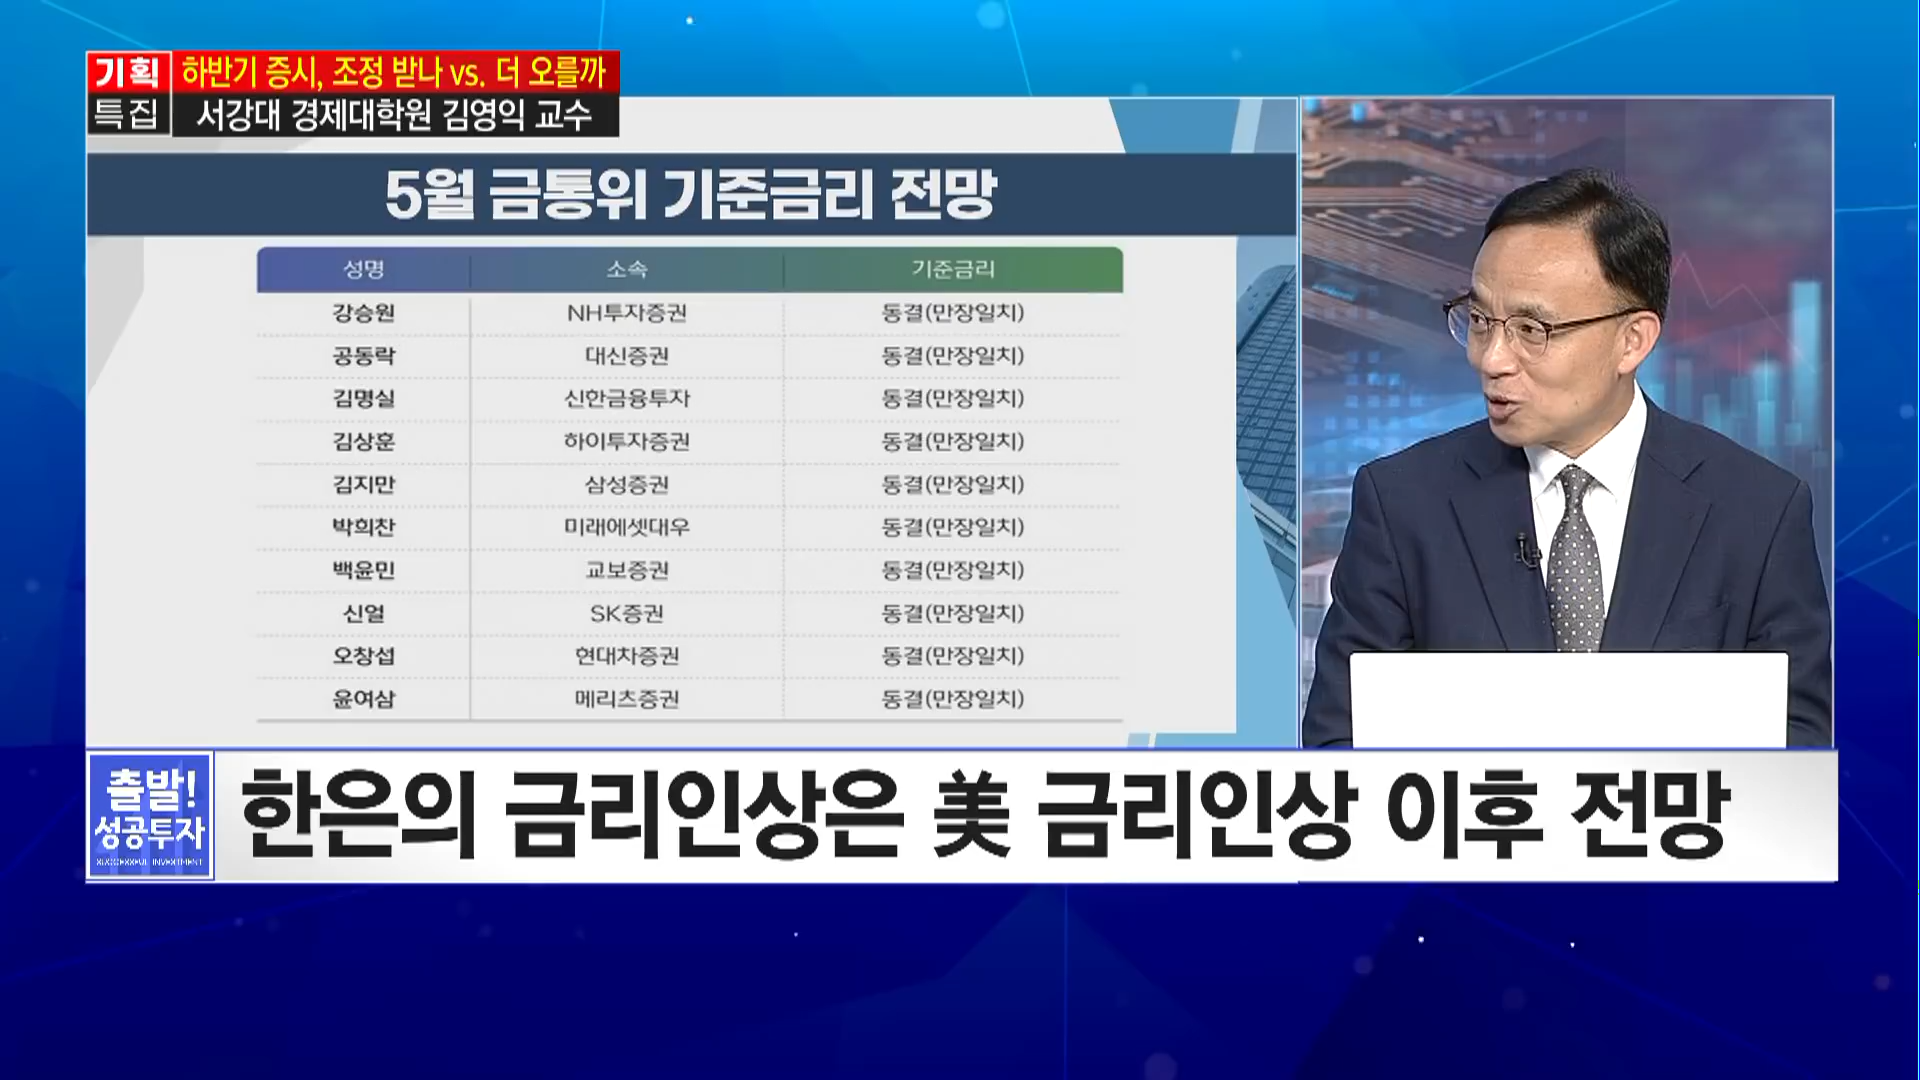 기획
특집
하반기 증시, 조정 받나 vs. 더 오를까
서강대 경제대학원 김영익 교수
5월 금통위 기준금리 전망
성명 소속 기준금리
강승원 NH투자증권 동결(만장일치)
공동락 대신증권 동결(만장일치)
김명실 신한금융투자 동결(만장일치)
김상훈 하이투자증권 동결(만장일치)
김지만 삼성증권 동결(만장일치)
박희찬 미래에셋대우 동결(만장일치)
백윤민 교보증권 동결(만장일치)
신얼 SK증권 동결(만장일치)
오창섭 현대차증권 동결(만장일치)
윤여삼 메리츠증권 동결(만장일치)
출발!
성공투자
SUCCESSFUL INVESTMENT
한은의 금리인상은 美 금리인상 이후 전망